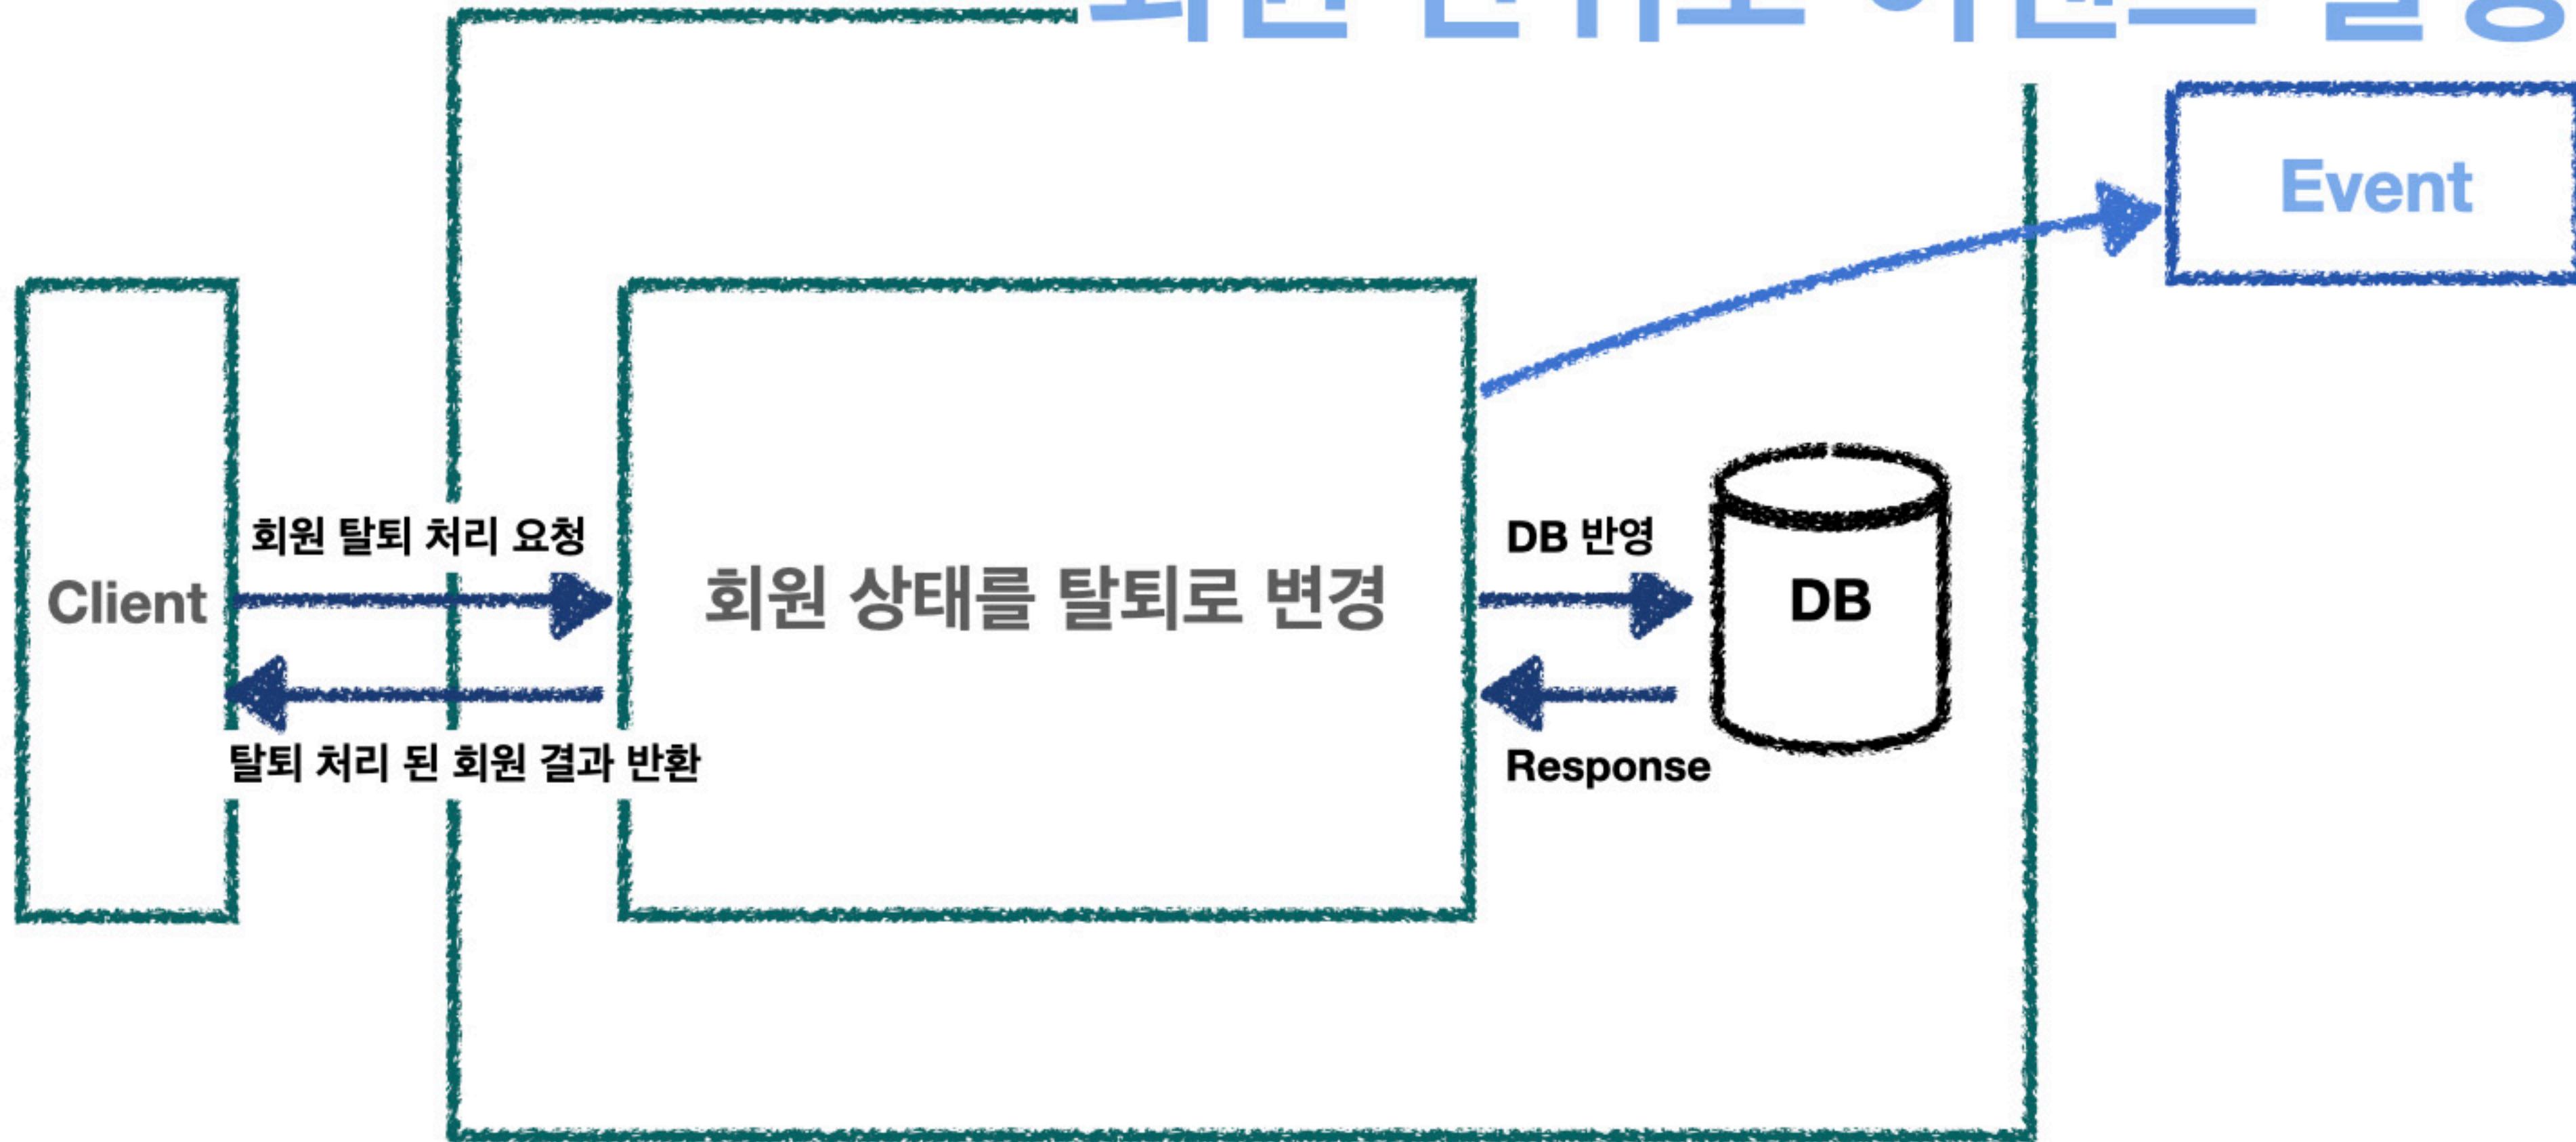 Event
회원 탈퇴 처리 요청
DB 반영
Client
회원 상태를 탈퇴로 변경
DB
탈퇴 처리 된 회원 결과 반환
Response